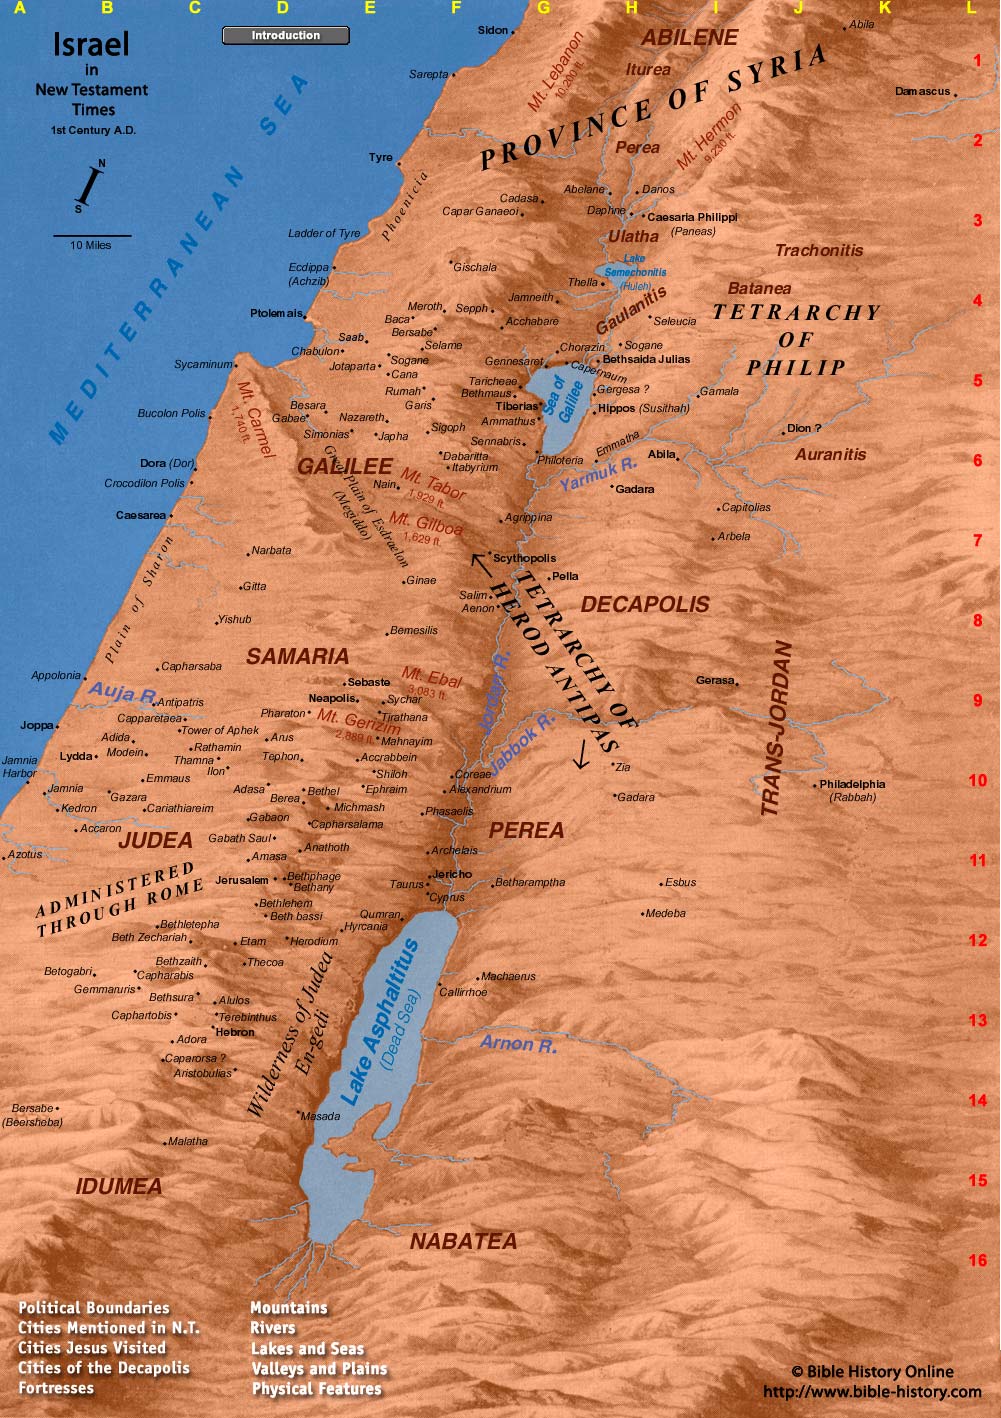 A B C D E F G H I J K L
Israel
in
New Testament
Times
1st Century A.D.
Introduction
N
S
10 Miles
MEDITERRANEAN SEA
1
2
3
4
5
6
7
8
9
10
11
12
13
14
15
16
Sidon
ABILENE
Abila
Iturea
Mt. Lebanon
10,200 ft.
Sarepta
PROVINCE OF SYRIA
Damascus
Mt. Hermon
9,230 ft.
Perea
Tyre
Phoenicia
Cadasa
Abelane
Danos
Capar Ganaeoi
Daphne
Caesaria Philippi
(Paneas)
Ladder of Tyre
Ulatha
Trachonitis
Lake
Semechonitis
(Huleh)
Ecdippa
(Achzib)
Gischala
Thella
Batanea
Jamneith
Gaulanitis
TETRARCHY
OF
PHILIP
Ptolemais
Meroth
Sepph
Baca
Acchabare
Seleucia
Bersabe
Saab
Selame
Chabulon
Chorazin
Sogane
Sogane
Gennesaret
Bethsaida Julias
Sycaminum
Jotaparta
Cana
Capernaum
Taricheae
Bethmaus
Sea of
Galilee
Gergesa ?
Gamala
Rumah
Garis
Tiberias
Hippos (Susithah)
Mt. Carmel
1,740 ft.
Bucolon Polis
Besara
Gabae
Nazareth
Ammathus
Simonias
Japha
Sigoph
Dion ?
Sennabris
Emmatha
Dabaritta
Itabyrium
Philoteria
Abila
Auranitis
Dora (Dor)
GALILEE
Yarmuk R.
Crocodilon Polis
Great Plain of Esdraelon
(Megiddo)
Nain
Mt. Tabor
1,929 ft.
Gadara
Caesarea
Mt. Gilboa
1,629 ft.
Agrippina
Capitolias
Arbela
Plain of Sharon
Narbata
Scythopolis
Gitta
Ginae
Pella
Salim
Aenon
TETRARCHY OF
HEROD ANTIPAS
DECAPOLIS
Yishub
Bemesilis
SAMARIA
Capharsaba
Appolonia
Mt. Ebal
3,083 ft.
Jordan R.
Gerasa
TRANS-JORDAN
Auja R.
Antipatris
Sebaste
Neapolis
Sychar
Capparetaea
Pharaton
Mt. Gerizim
2,889 ft.
Tirathana
Joppa
Adida
Tower of Aphek
Arus
Mahnayim
Jabbok R.
Lydda
Modein
Rathamin
Thamna
Tephon
Accrabbein
Jamnia
Harbor
Ilon
Shiloh
Coreae
Zia
Emmaus
Philadelphia
(Rabbah)
Jamnia
Gazara
Adasa
Bethel
Ephraim
Alexandrium
Gadara
Kedron
Cariathiareim
Berea
Michmash
Phasaelis
Accaron
Gabaon
Capharsalama
PEREA
JUDEA
Gabath Saul
Anathoth
Azotus
Amasa
Archelais
ADMINISTERED
THROUGH ROME
Jerusalem
Bethphage
Bethany
Jericho
Taurus
Betharamptha
Esbus
Cyprus
Bethlehem
Beth bassi
Qumran
Medeba
Bethletepha
Hyrcania
Beth Zechariah
Etam
Herodium
Bethzaith
Thecoa
Betogabri
Capharabis
Machaerus
Gemmaruris
Bethsura
Alulos
Callirrhoe
Caphartobis
Terebinthus
Hebron
Wilderness of Judea
En-gedi
Lake Asphaltitus
(Dead Sea)
Arnon R.
Adora
Caparorsa ?
Aristobulias
Bersabe
(Beersheba)
Masada
Malatha
IDUMEA
NABATEA
Political Boundaries
Cities Mentioned in N.T.
Cities Jesus Visited
Cities of the Decapolis
Fortresses
Mountains
Rivers
Lakes and Seas
Valleys and Plains
Physical Features
© Bible History Online
http://www.bible-history.com